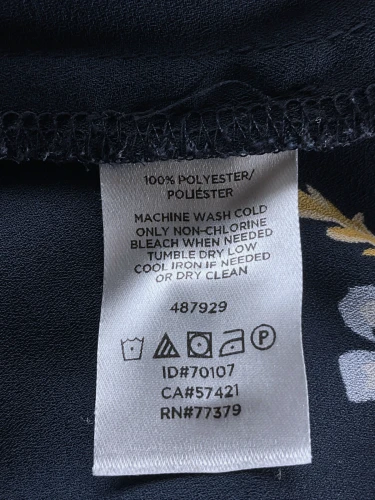 100% POLYESTER/
POLIÉSTER
MACHINE WASH COLD
ONLY NON-CHLORINE
BLEACH WHEN NEEDED
TUMBLE DRY LOW
COOL IRON IF NEEDED
OR DRY CLEAN
487929
P
ID#70107
CA#57421
RN#77379